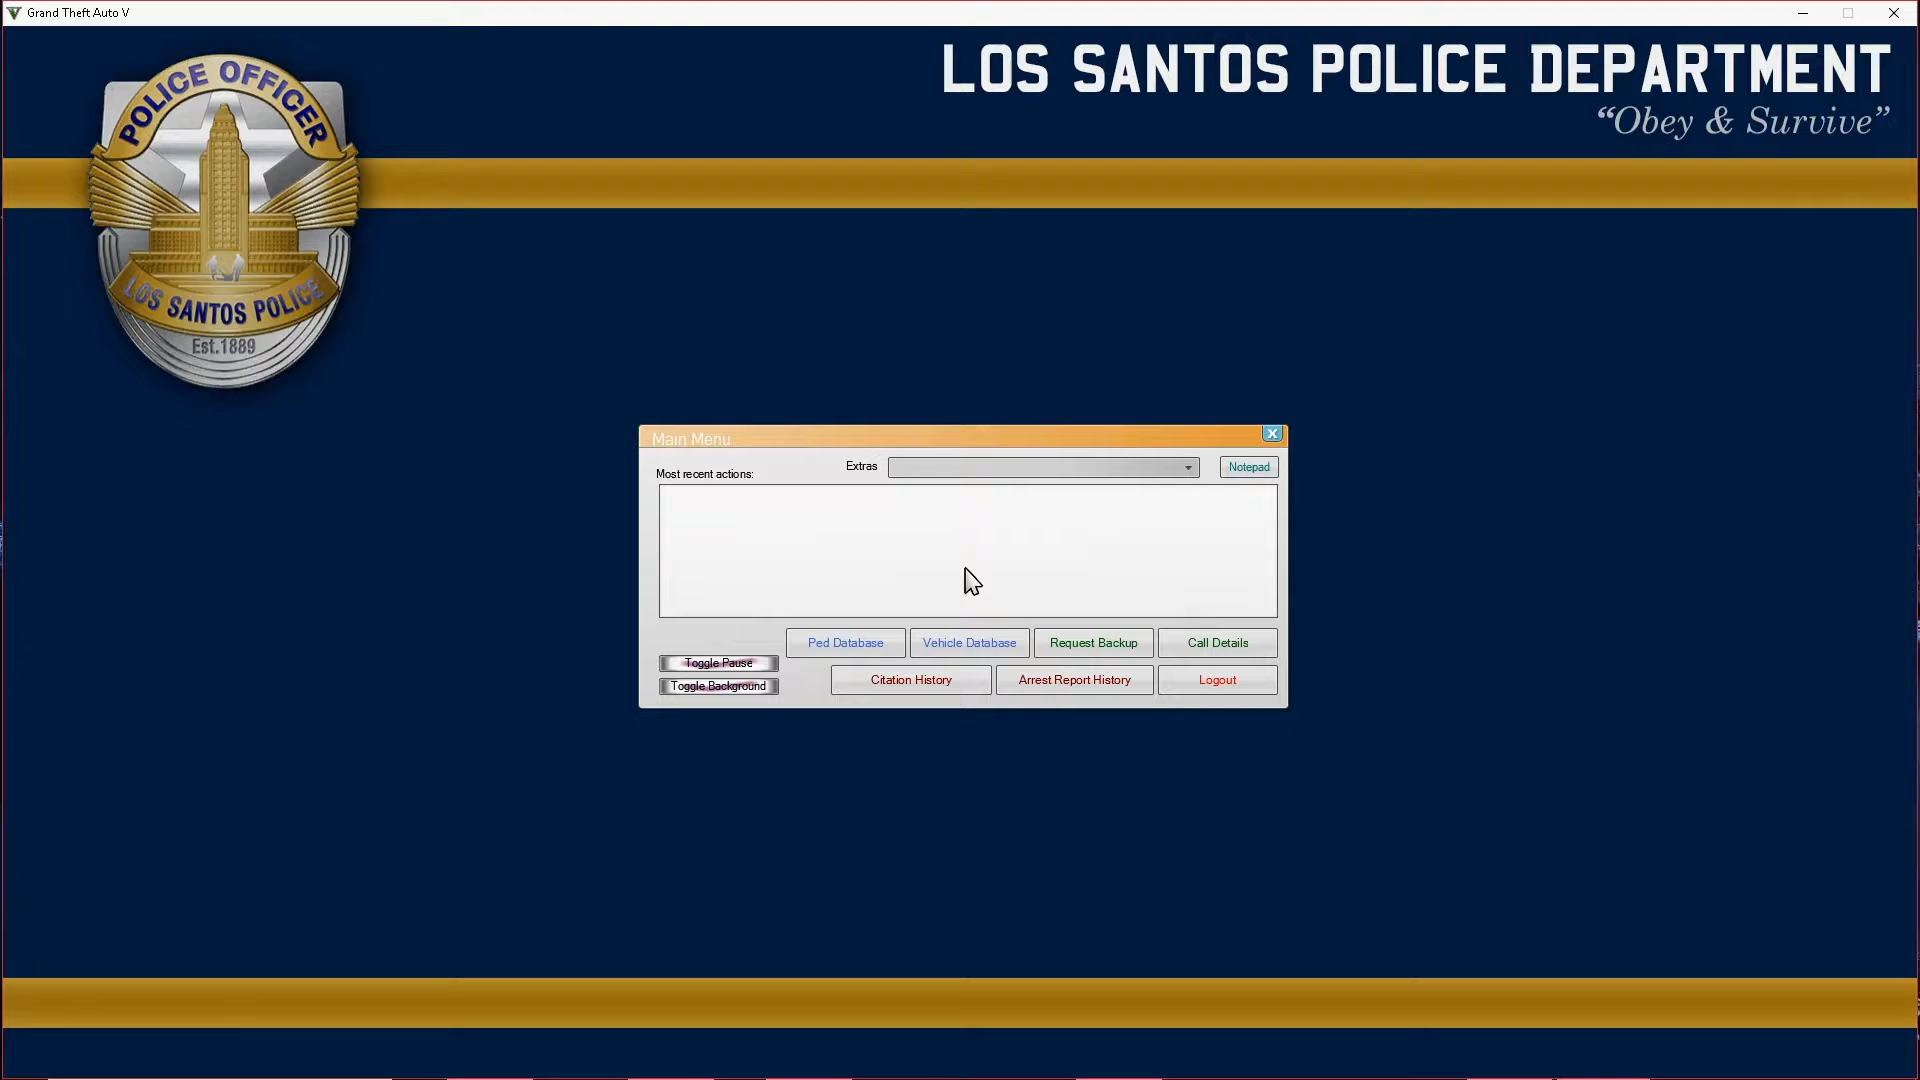 Grand Theft Auto V
LOS SANTOS POLICE DEPARTMENT
“Obey & Survive”
POLICE OFFICER
LOS SANTOS POLICE
Est.1889
Main Menu
Extras
Notepad
Most recent actions:
Ped Database
Vehicle Database
Request Backup
Call Details
Toggle Pause
Toggle Background
Citation History
Arrest Report History
Logout